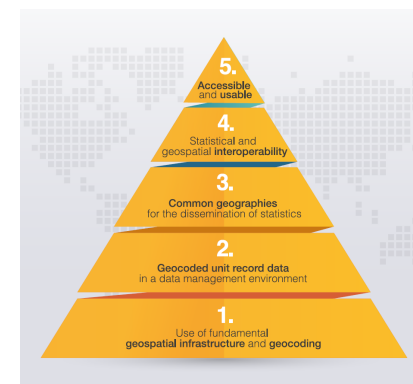 5.
Accessible
and usable
4.
Statistical and
geospatial interoperability
3.
Common geographies
for the dissemination of statistics
2.
Geocoded unit record data
in a data management environment
1.
Use of fundamental
geospatial infrastructure and geocoding